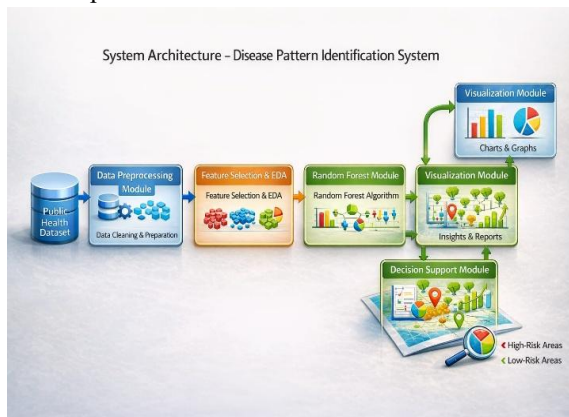 System Architecture – Disease Pattern Identification System
Public
Health
Dataset
Data Preprocessing
Module
Data Cleaning & Preparation
Feature Selection & EDA
Feature Selection & EDA
Random Forest Module
Random Forest Algorithm
Visualization Module
Charts & Graphs
Visualization Module
Insights & Reports
Decision Support Module
High-Risk Areas
Low-Risk Areas